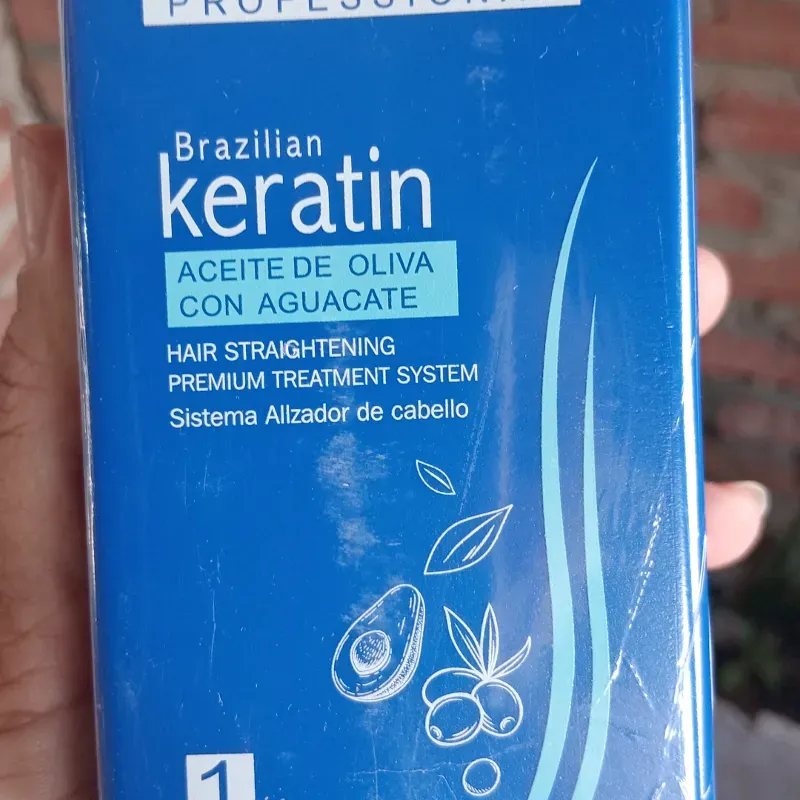 Brazilian
keratin
ACEITE DE OLIVA
CON AGUACATE
HAIR STRAIGHTENING
PREMIUM TREATMENT SYSTEM
Sistema Allzador de cabello
1